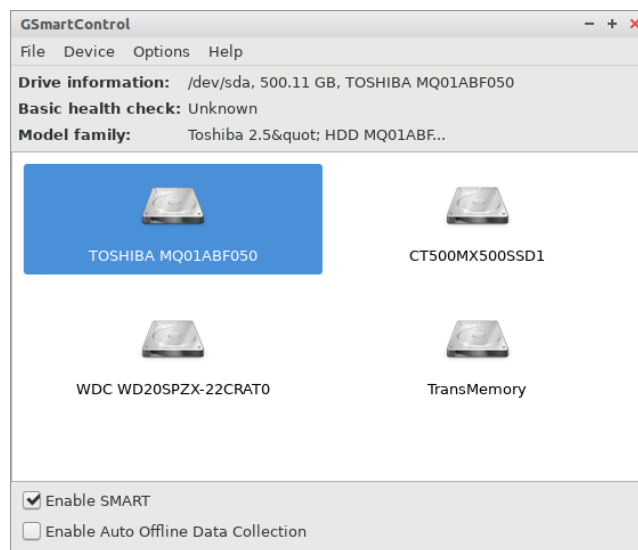 GSmartControl
File Device Options Help
Drive information: /dev/sda, 500.11 GB, TOSHIBA MQ01ABF050
Basic health check: Unknown
Model family: Toshiba 2.5&quot; HDD MQ01ABF...
TOSHIBA MQ01ABF050 CT500MX500SSD1
WDC WD20SPZX-22CRAT0 TransMemory
Enable SMART
Enable Auto Offline Data Collection